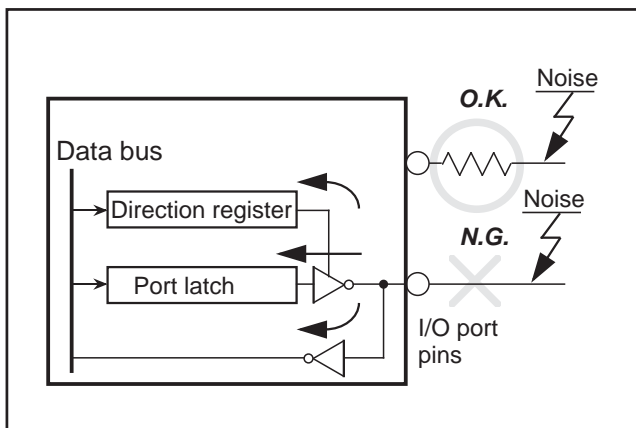 Noise
O.K.
Data bus
Noise
Direction register
N.G.
Port latch
I/O port
pins